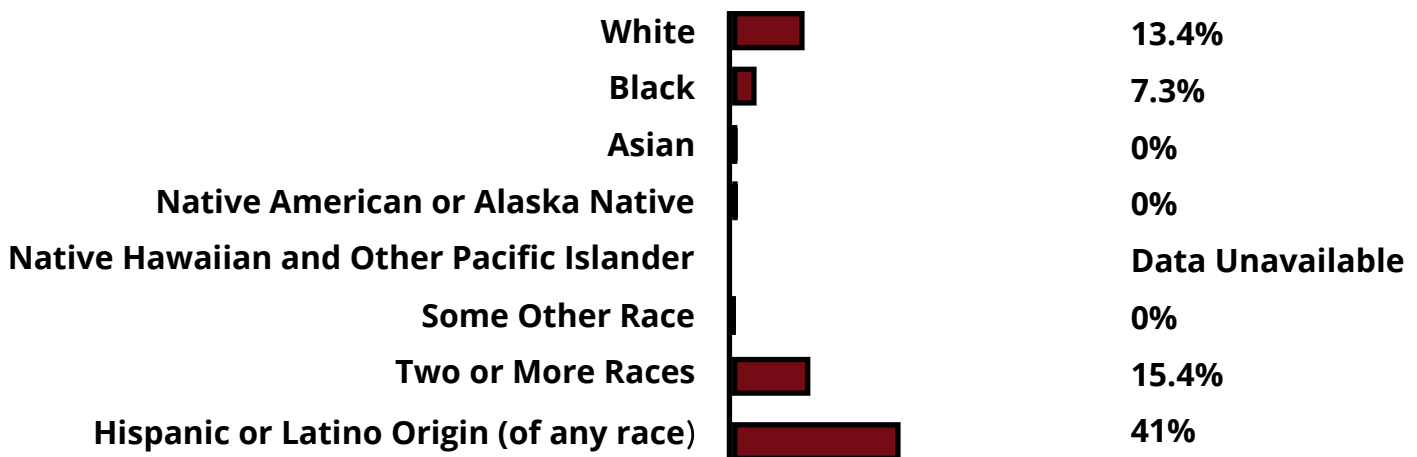 White 13.4%
Black 7.3%
Asian 0%
Native American or Alaska Native 0%
Native Hawaiian and Other Pacific Islander Data Unavailable
Some Other Race 0%
Two or More Races 15.4%
Hispanic or Latino Origin (of any race) 41%